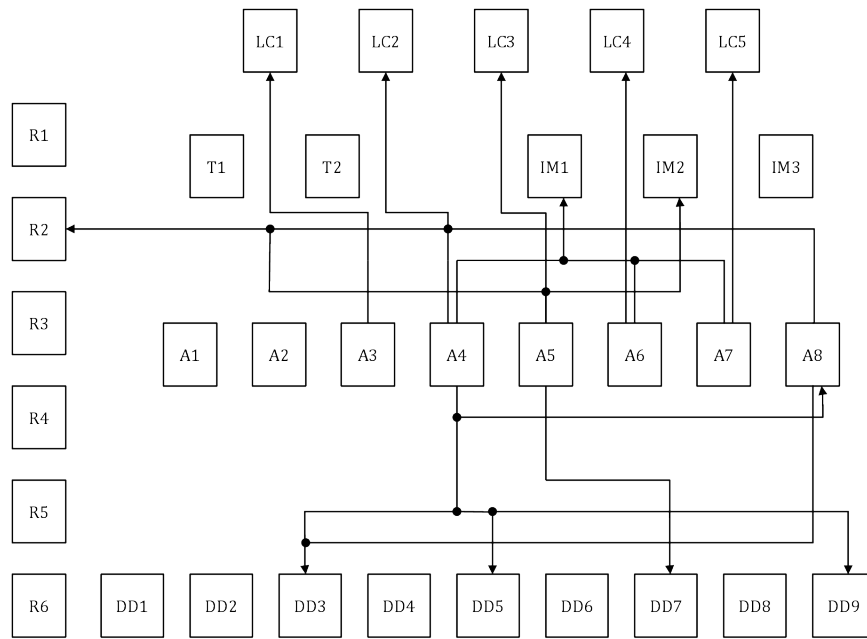 LC1 LC2 LC3 LC4 LC5
R1
T1 T2 IM1 IM2 IM3
R2
R3
A1 A2 A3 A4 A5 A6 A7 A8
R4
R5
R6 DD1 DD2 DD3 DD4 DD5 DD6 DD7 DD8 DD9